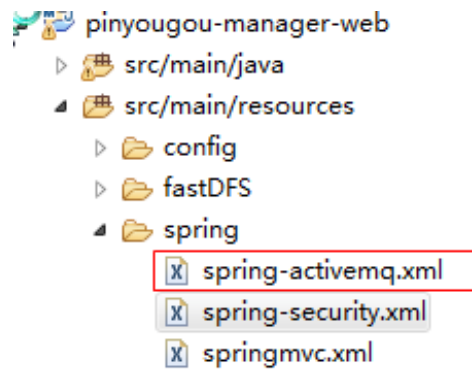 pinyougou-manager-web
src/main/java
src/main/resources
config
fastDFS
spring
spring-activemq.xml
spring-security.xml
springmvc.xml